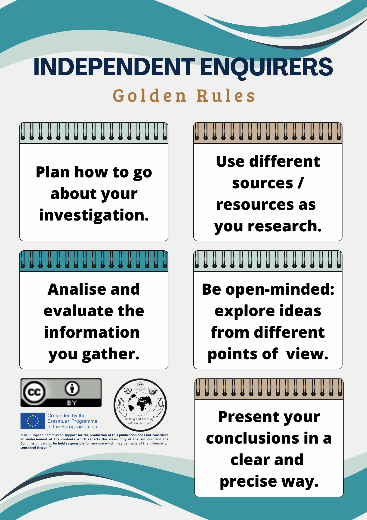 INDEPENDENT ENQUIRERS
Golden Rules
Plan how to go
about your
investigation.
Use different
sources /
resources as
you research.
Analise and
evaluate the
information
you gather.
Be open-minded:
explore ideas
from different
points of view.
cc
BY
Co-funded by the
Erasmus+ Programme
of the European Union
Present your
conclusions in a
clear and
precise way.